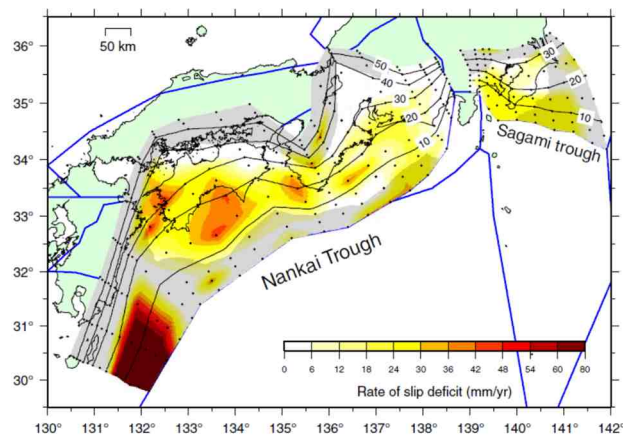 36°
35°
34°
33°
32°
31°
30°
50 km
50
40
30
20
10
30
20
10
0
0
Sagami trough
Nankai Trough
0 6 12 18 24 30 36 42 48 54 60 80
Rate of slip deficit (mm/yr)
130° 131° 132° 133° 134° 135° 136° 137° 138° 139° 140° 141° 142°